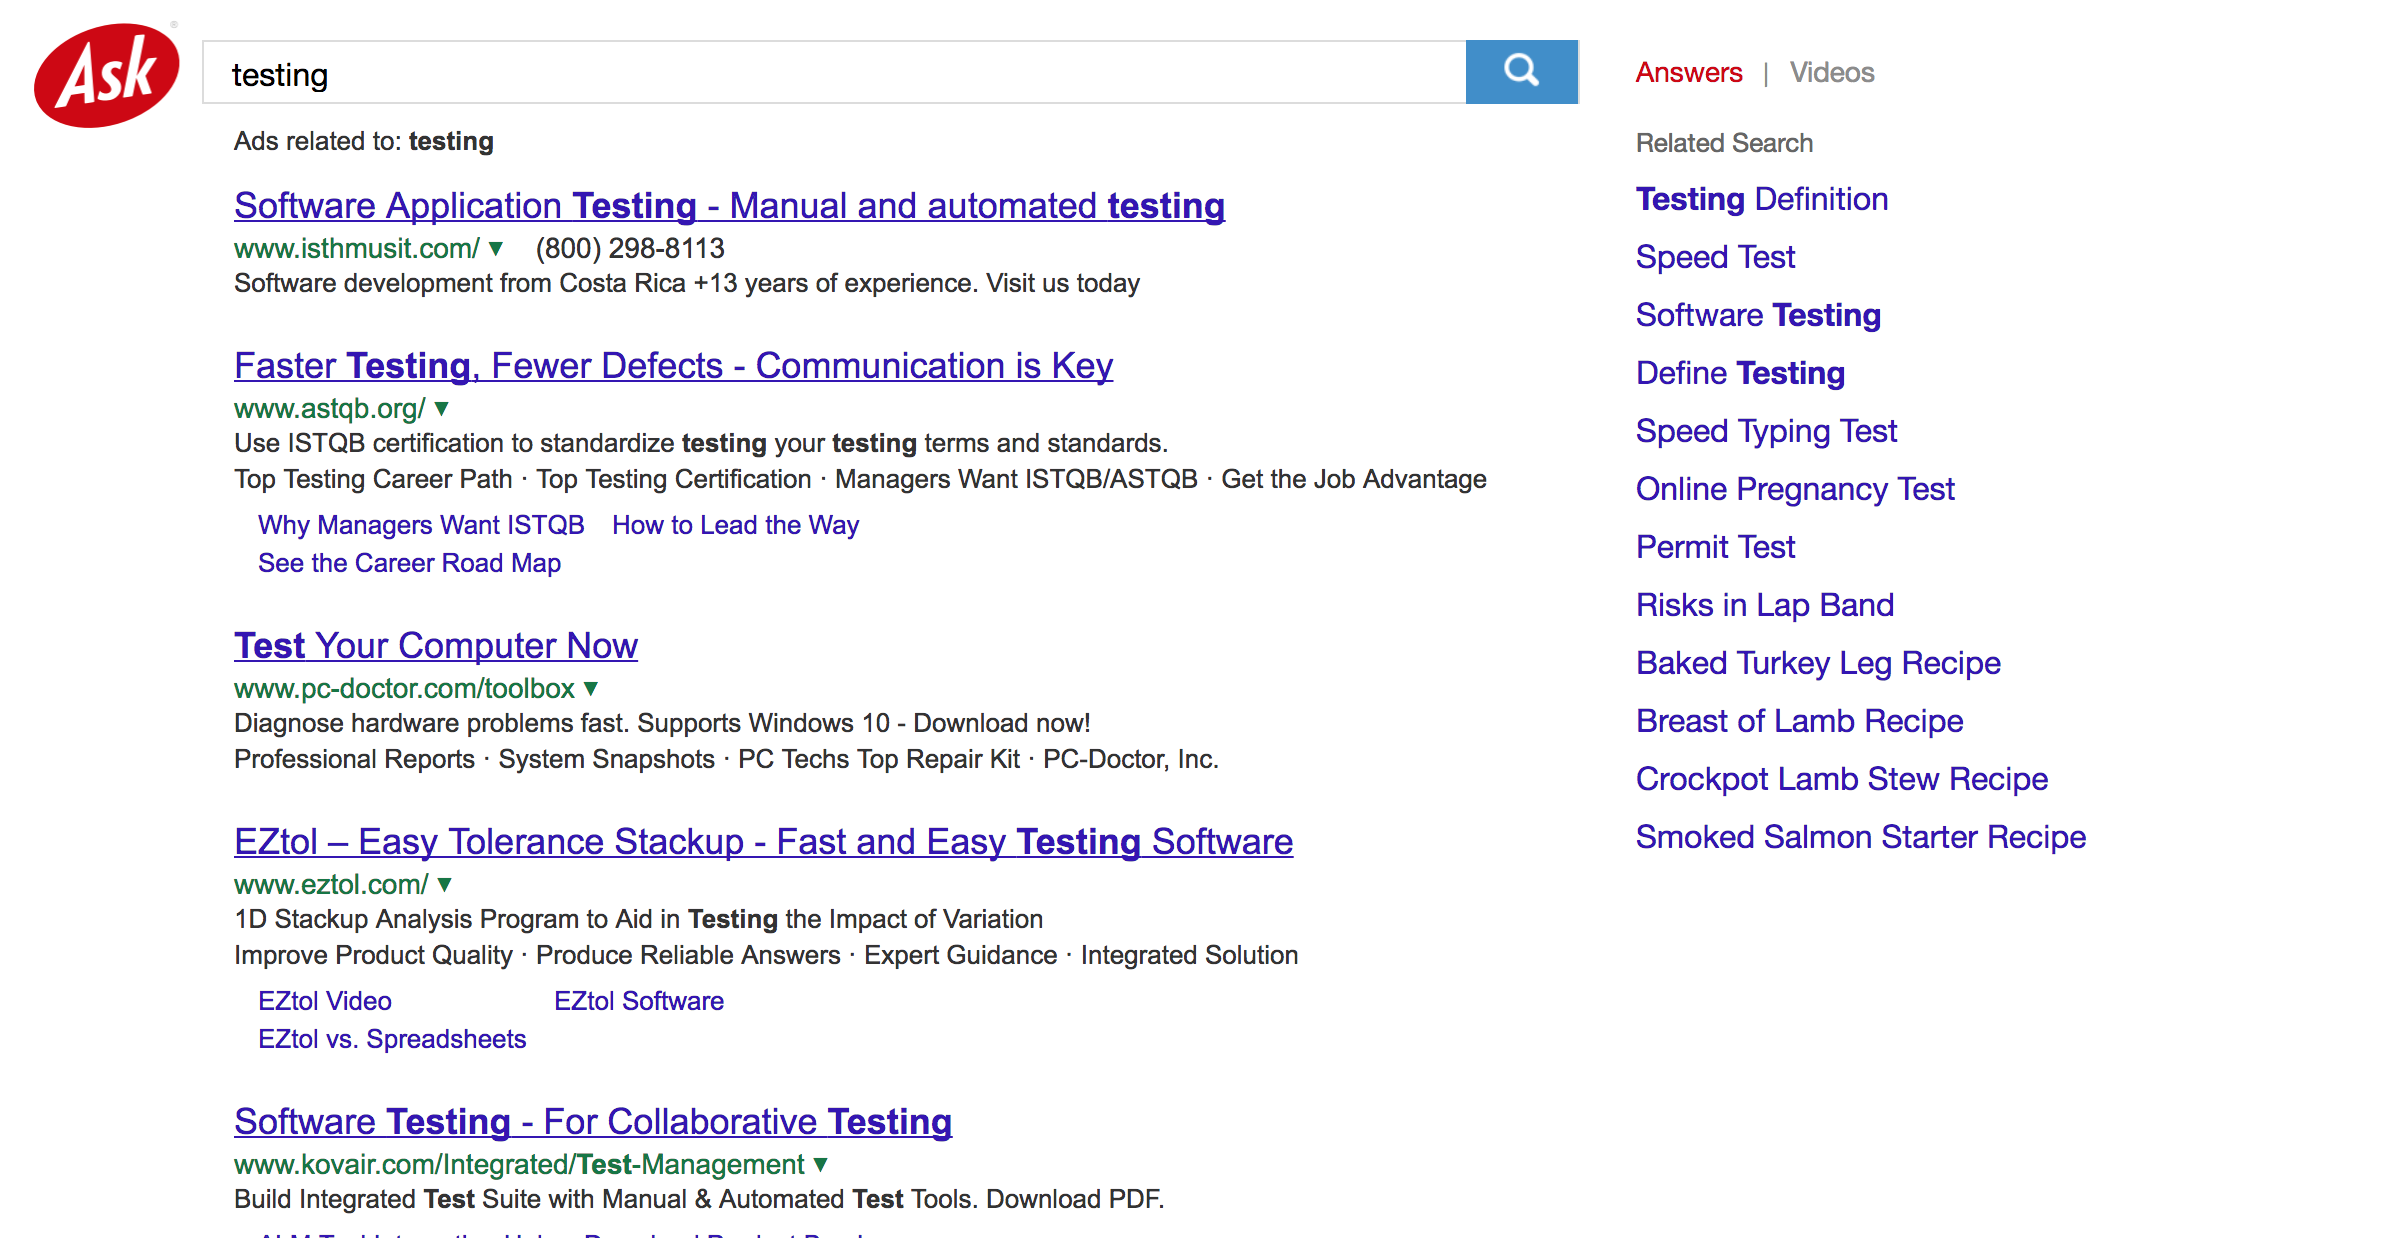 Ask ®
testing
Answers | Videos
Ads related to: testing
Software Application Testing - Manual and automated testing
www.isthmusit.com/ ▼ (800) 298-8113
Software development from Costa Rica +13 years of experience. Visit us today
Faster Testing, Fewer Defects - Communication is Key
www.astqb.org/ ▼
Use ISTQB certification to standardize testing your testing terms and standards.
Top Testing Career Path · Top Testing Certification · Managers Want ISTQB/ASTQB · Get the Job Advantage
Why Managers Want ISTQB How to Lead the Way
See the Career Road Map
Test Your Computer Now
www.pc-doctor.com/toolbox ▼
Diagnose hardware problems fast. Supports Windows 10 - Download now!
Professional Reports · System Snapshots · PC Techs Top Repair Kit · PC-Doctor, Inc.
EZtol – Easy Tolerance Stackup - Fast and Easy Testing Software
www.eztol.com/ ▼
1D Stackup Analysis Program to Aid in Testing the Impact of Variation
Improve Product Quality · Produce Reliable Answers · Expert Guidance · Integrated Solution
EZtol Video EZtol Software
EZtol vs. Spreadsheets
Software Testing - For Collaborative Testing
www.kovair.com/Integrated/Test-Management ▼
Build Integrated Test Suite with Manual & Automated Test Tools. Download PDF.
Related Search
Testing Definition
Speed Test
Software Testing
Define Testing
Speed Typing Test
Online Pregnancy Test
Permit Test
Risks in Lap Band
Baked Turkey Leg Recipe
Breast of Lamb Recipe
Crockpot Lamb Stew Recipe
Smoked Salmon Starter Recipe